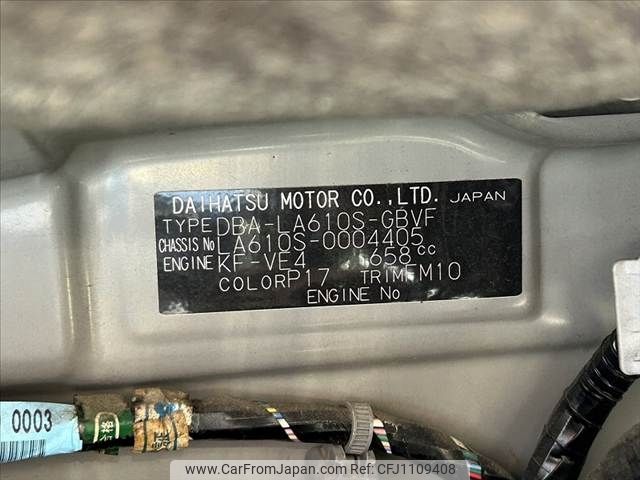 DAIHATSU MOTOR CO.,LTD. JAPAN
TYPE DBA-LA610S-GBVF
CHASSIS No LA610S-0004405
ENGINE KF-VE4 658 cc
COLOR P17 TRIM FM10
ENGINE No
0003
© www.CarFromJapan.com | CFJ1109408